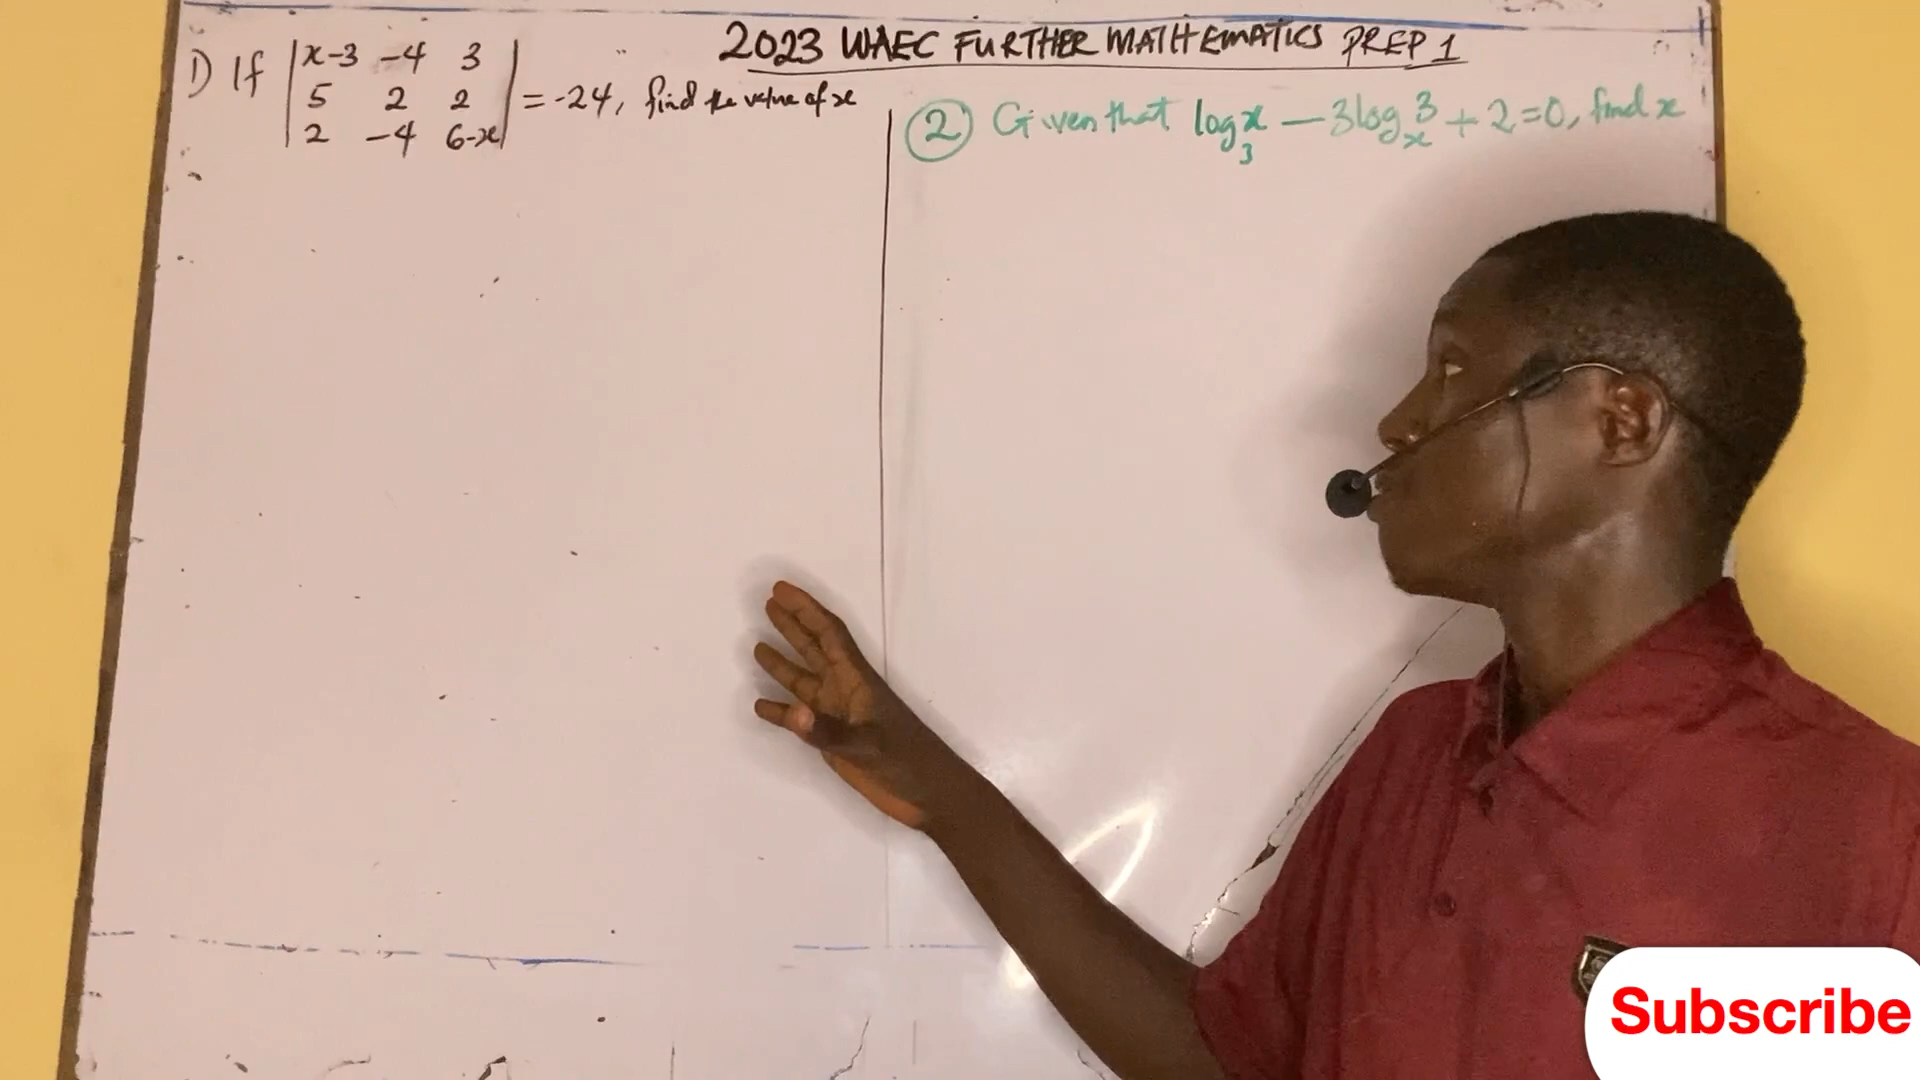 2023 WAEC FURTHER MATHEMATICS PREP 1
1) If | x-3 -4 3 |
| 5 2 2 | = -24, find the value of x
| 2 -4 6-x |
② Given that log₃x - 3logₓ3 + 2 = 0, find x
Subscribe